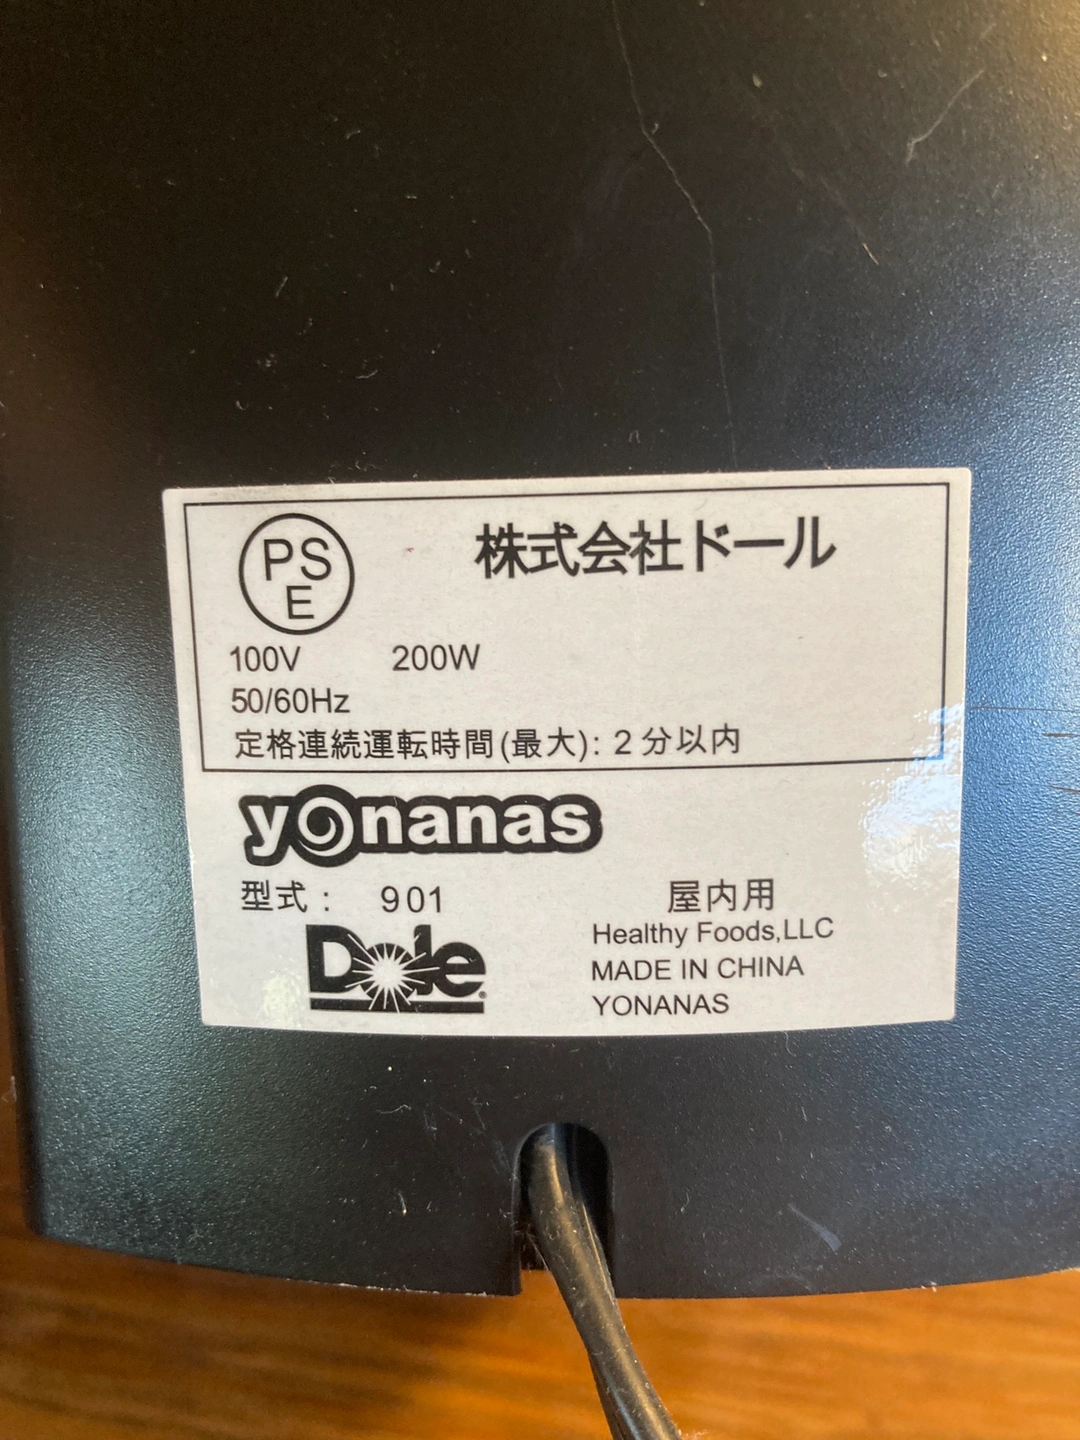 PS
E
株式会社ドール
100V 200W
50/60Hz
定格連続運転時間(最大): 2分以内
yonanas
型式: 901
屋内用
Dole®
Healthy Foods,LLC
MADE IN CHINA
YONANAS